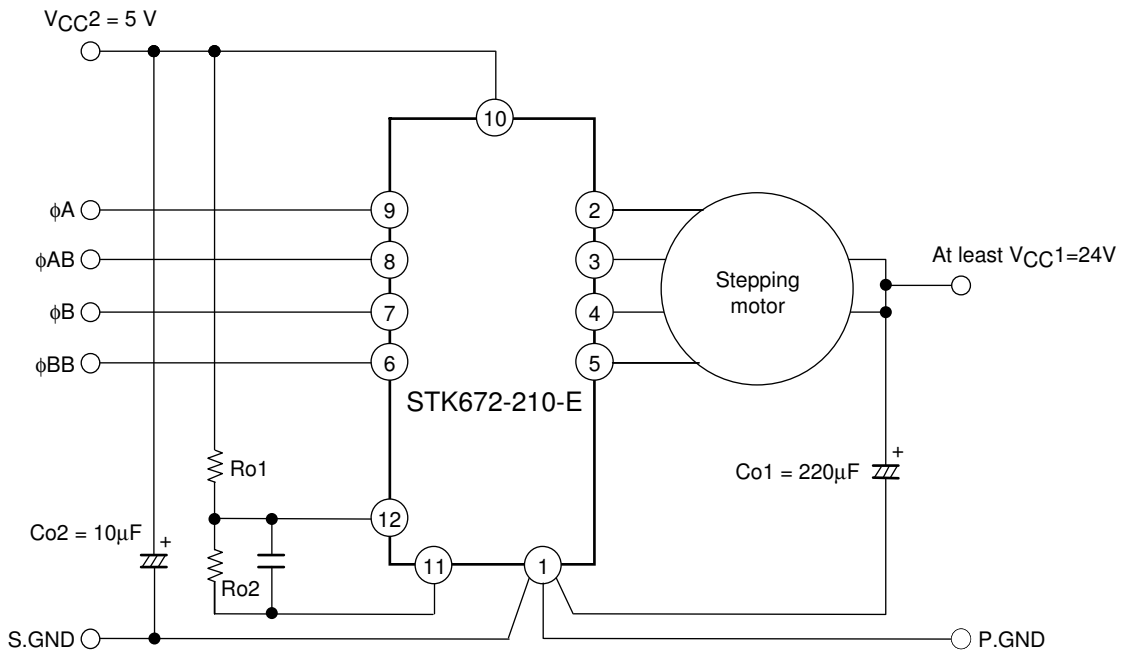 VCC2 = 5 V
10
φA
9
2
φAB
8
3
φB
7
4
φBB
6
5
Stepping
motor
At least VCC1=24V
STK672-210-E
Ro1
Co1 = 220μF
+
12
Co2 = 10μF
+
Ro2
11
1
S.GND
P.GND